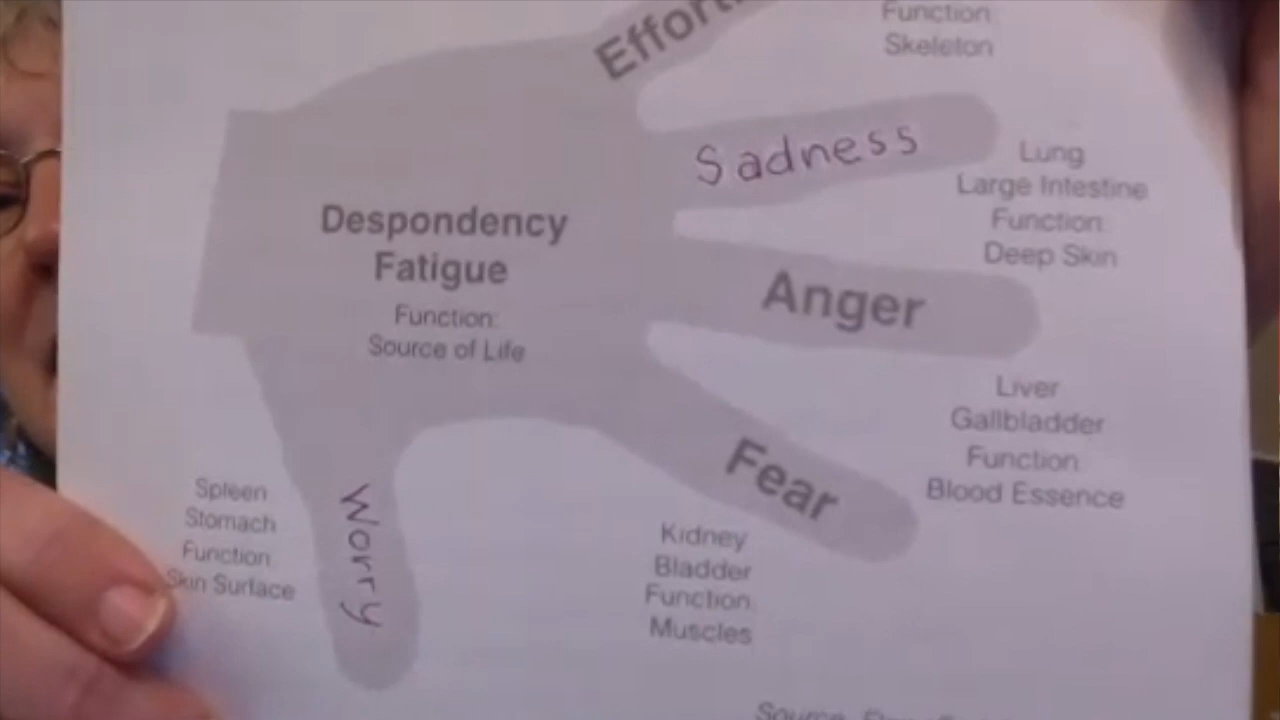 Function
Skeleton
Sadness
Lung
Large Intestine
Function:
Deep Skin
Despondency
Fatigue
Function:
Source of Life
Anger
Liver
Gallbladder
Function
Blood Essence
Fear
Kidney
Bladder
Function
Muscles
Spleen
Stomach
Function
Skin Surface
Worry